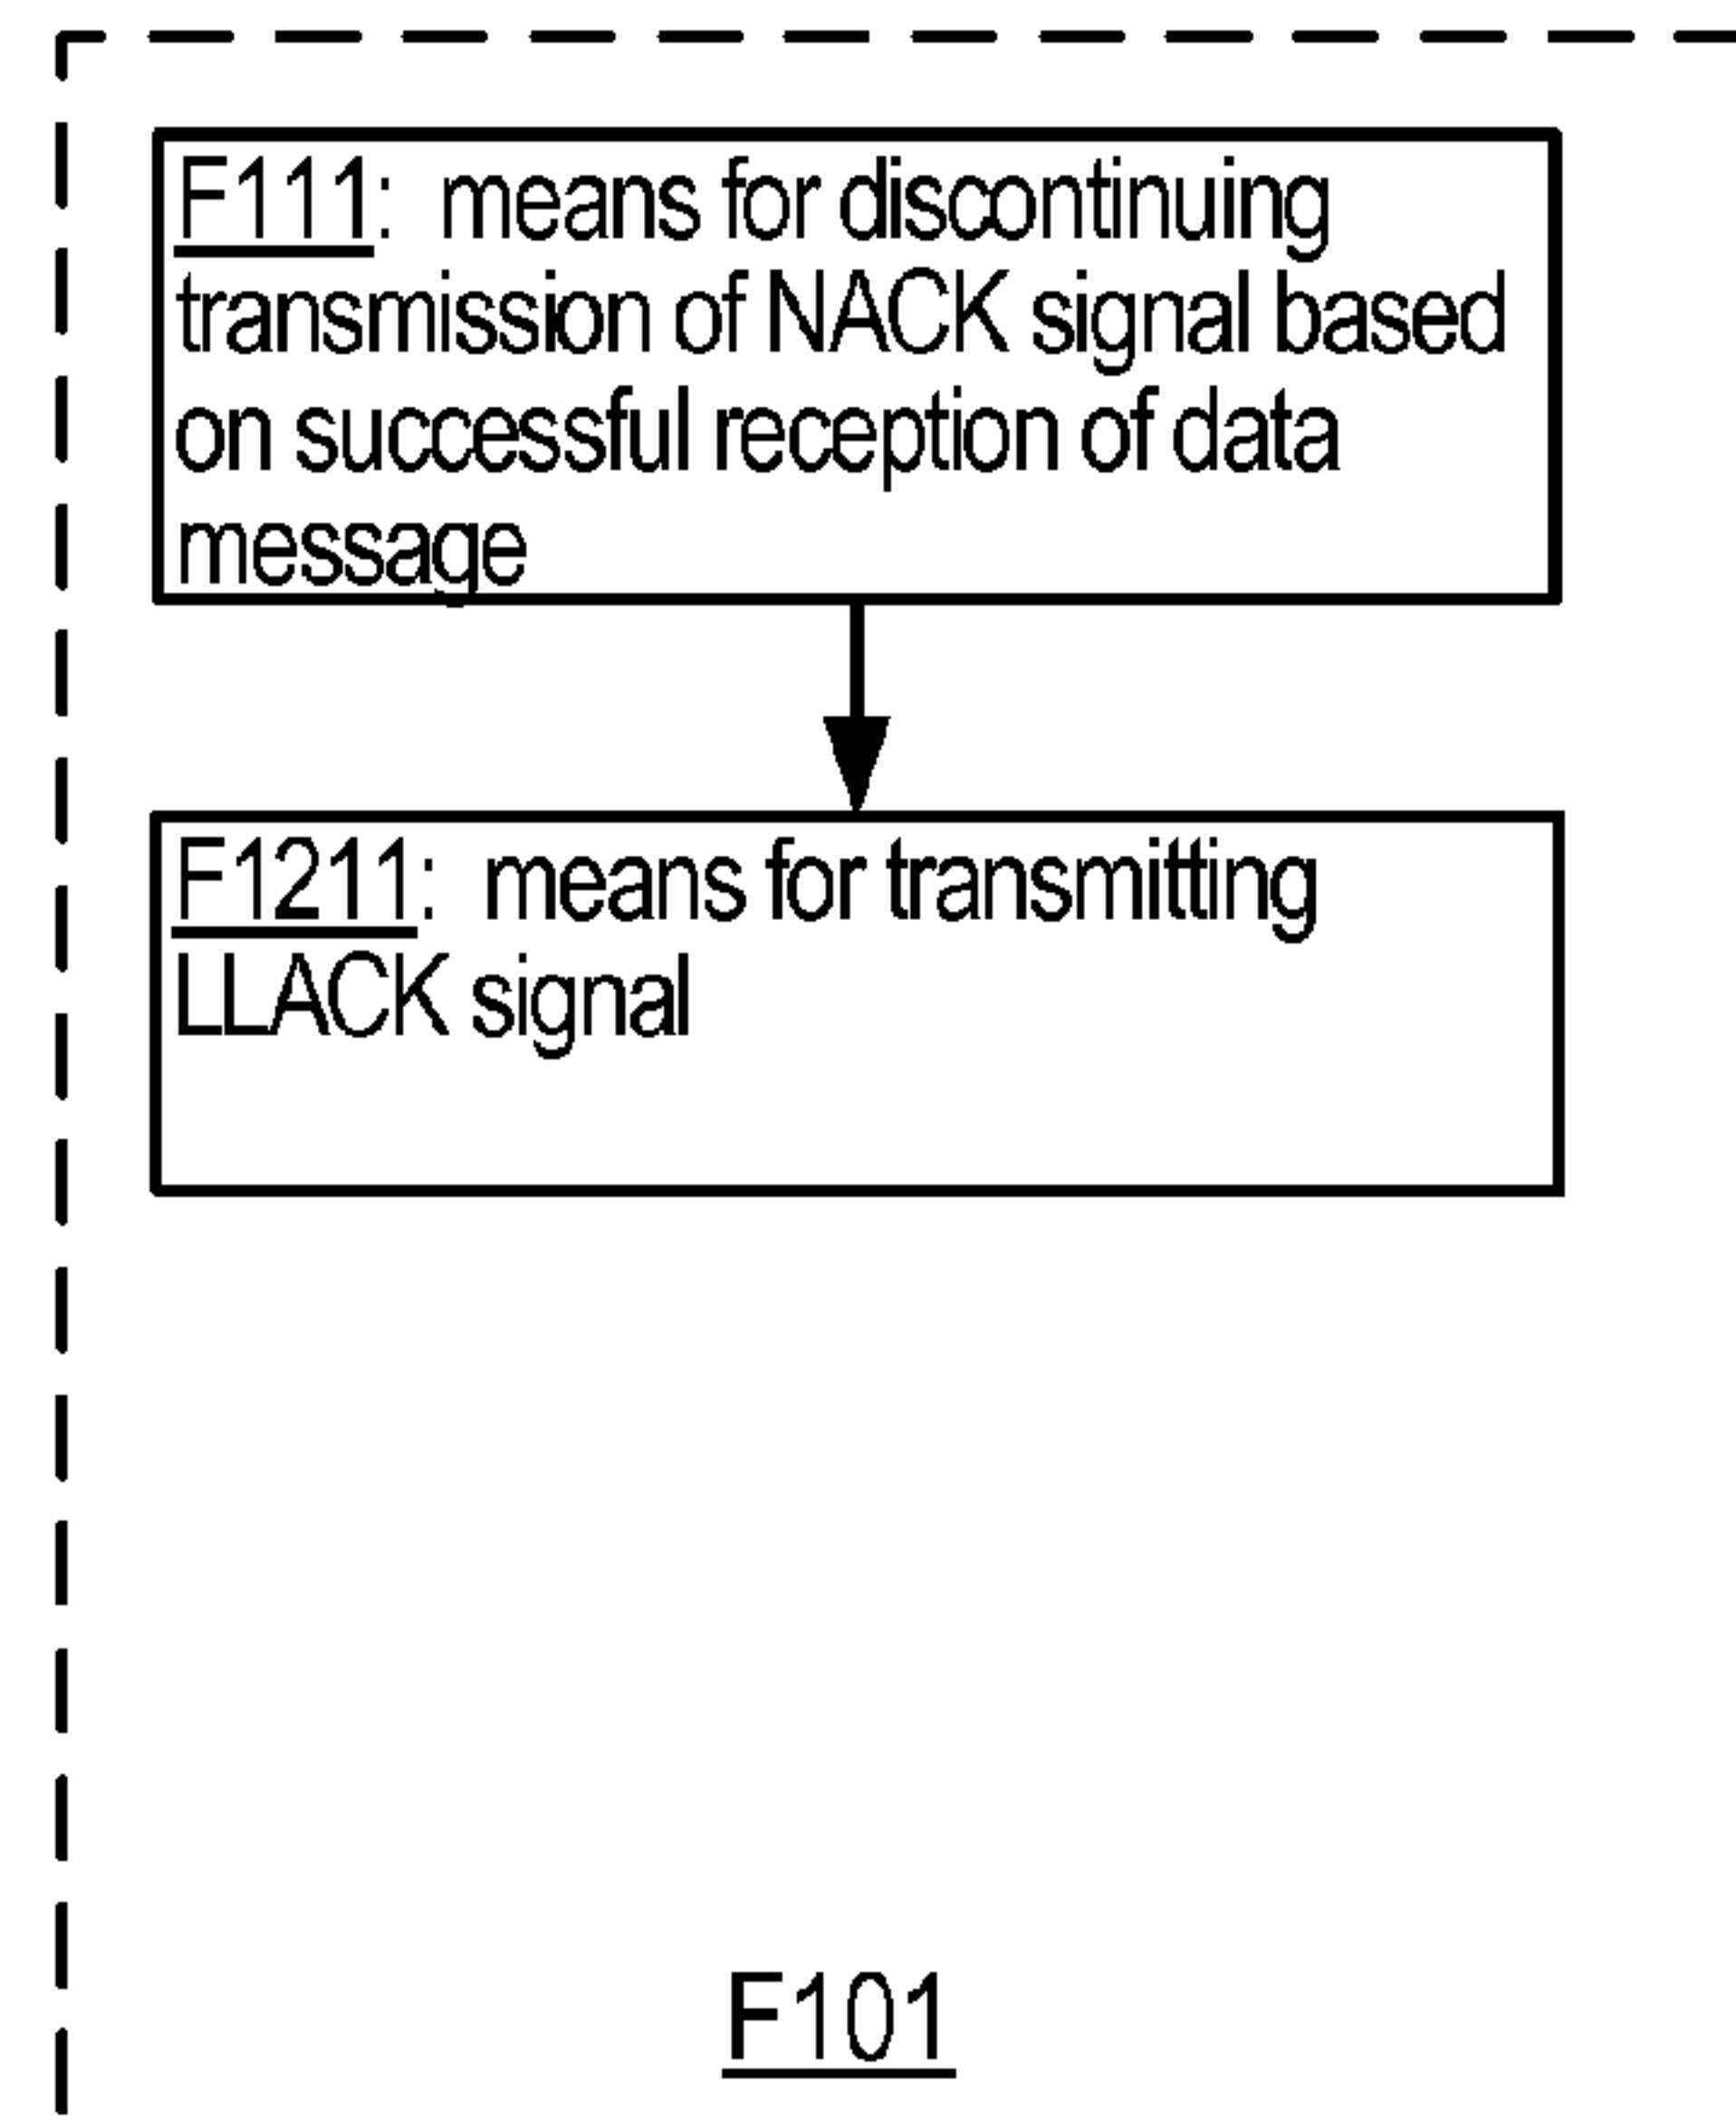 F111:  means for discontinuing
transmission of NACK signal based
on successful reception of data
message
F1211:  means for transmitting
LLACK signal
F101